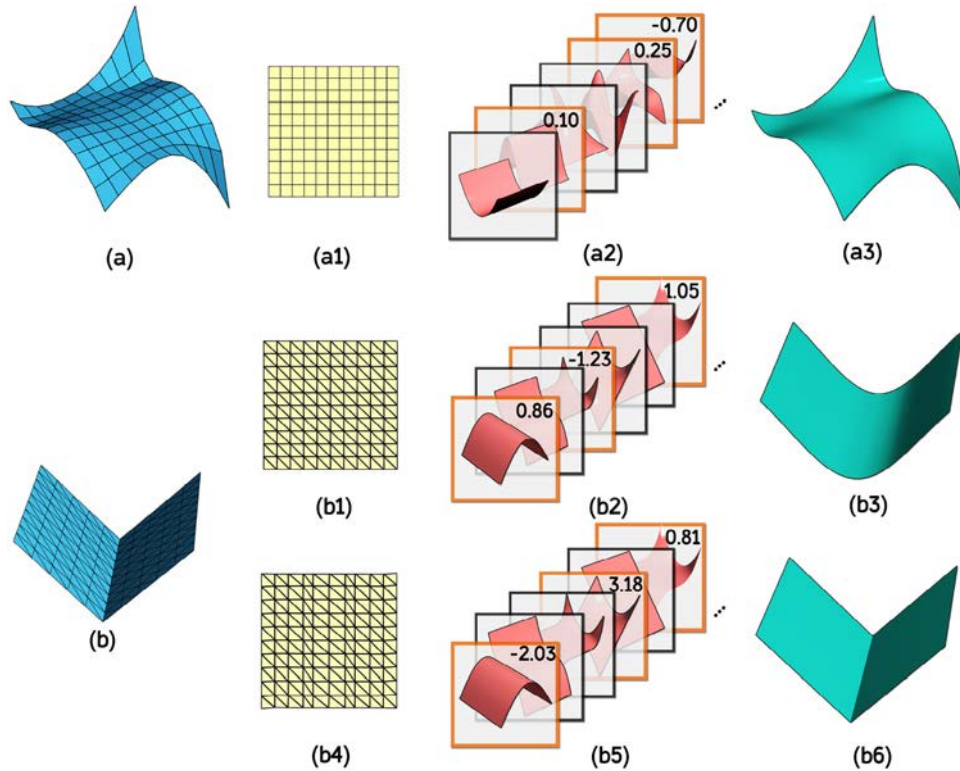 -0.70
0.25
0.10
(a)
(a1)
(a2)
(a3)
1.05
-1.23
0.86
(b1)
(b2)
(b3)
(b)
0.81
3.18
-2.03
(b4)
(b5)
(b6)